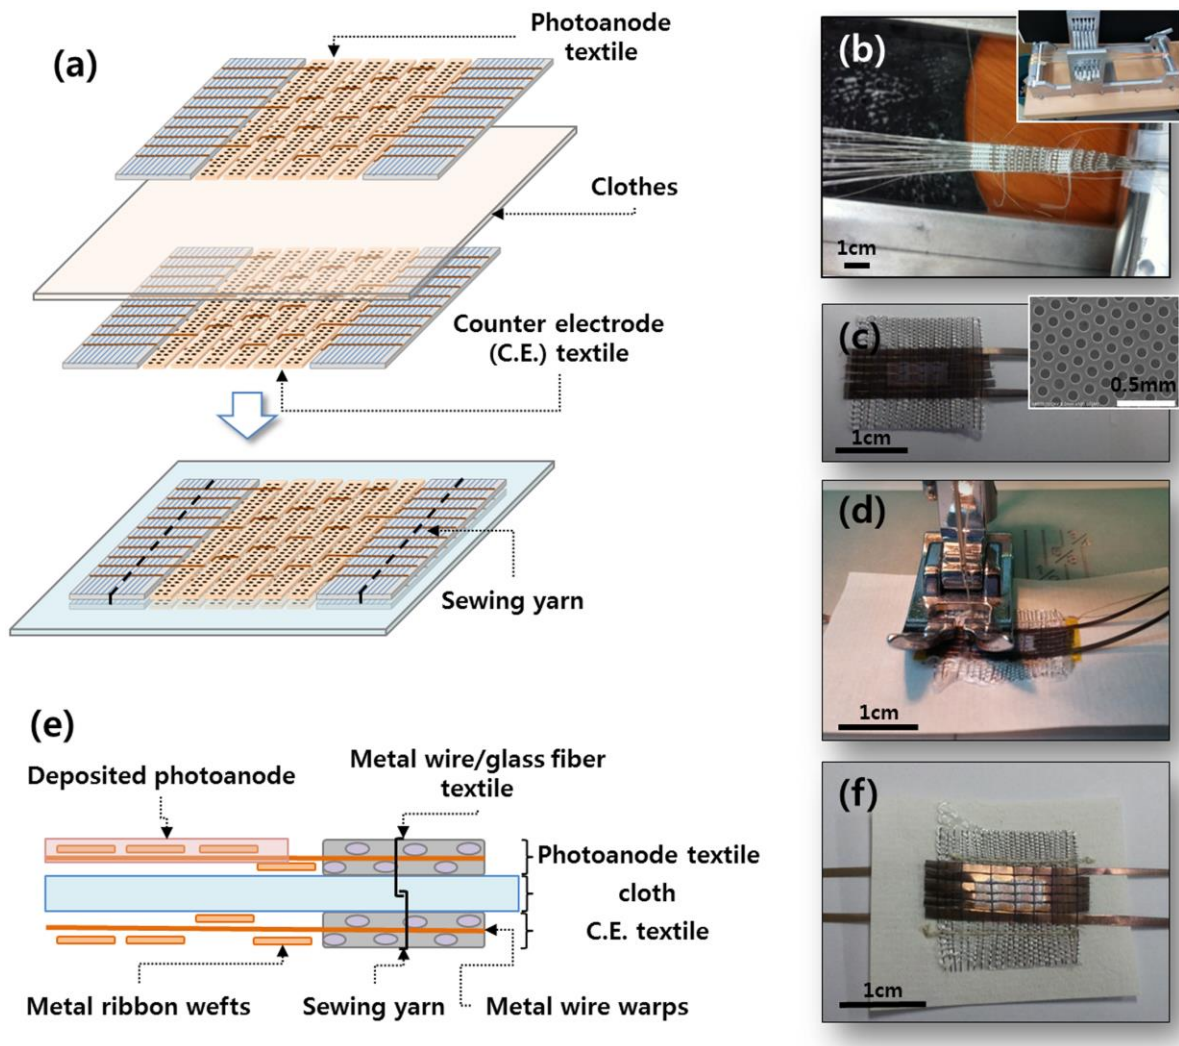 (a)
Photoanode
textile
Clothes
Counter electrode
(C.E.) textile
Sewing yarn
(b)
1cm
(c)
1cm
0.5mm
(d)
1cm
(e)
Deposited photoanode
Metal wire/glass fiber
textile
Photoanode textile
cloth
C.E. textile
Metal ribbon wefts
Sewing yarn
Metal wire warps
(f)
1cm